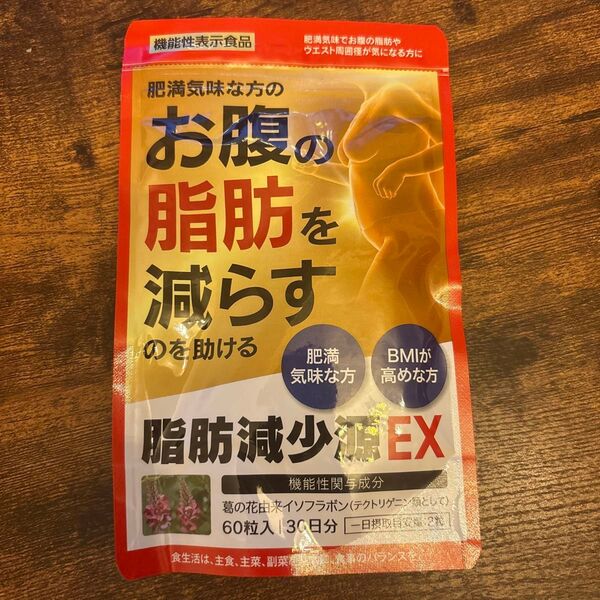 機能性表示食品
肥満気味でお腹の脂肪や
ウエスト周囲径が気になる方に
肥満気味な方の
お腹の
脂肪を
減らす
のを助ける
肥満
気味な方
BMIが
高めな方
脂肪減少源EX
機能性関与成分
葛の花由来イソフラボン(テクトリゲニン類として)
60粒入 30日分 一日摂取目安量:2粒
食生活は、主食、主菜、副菜を基本に、食事のバランスを。